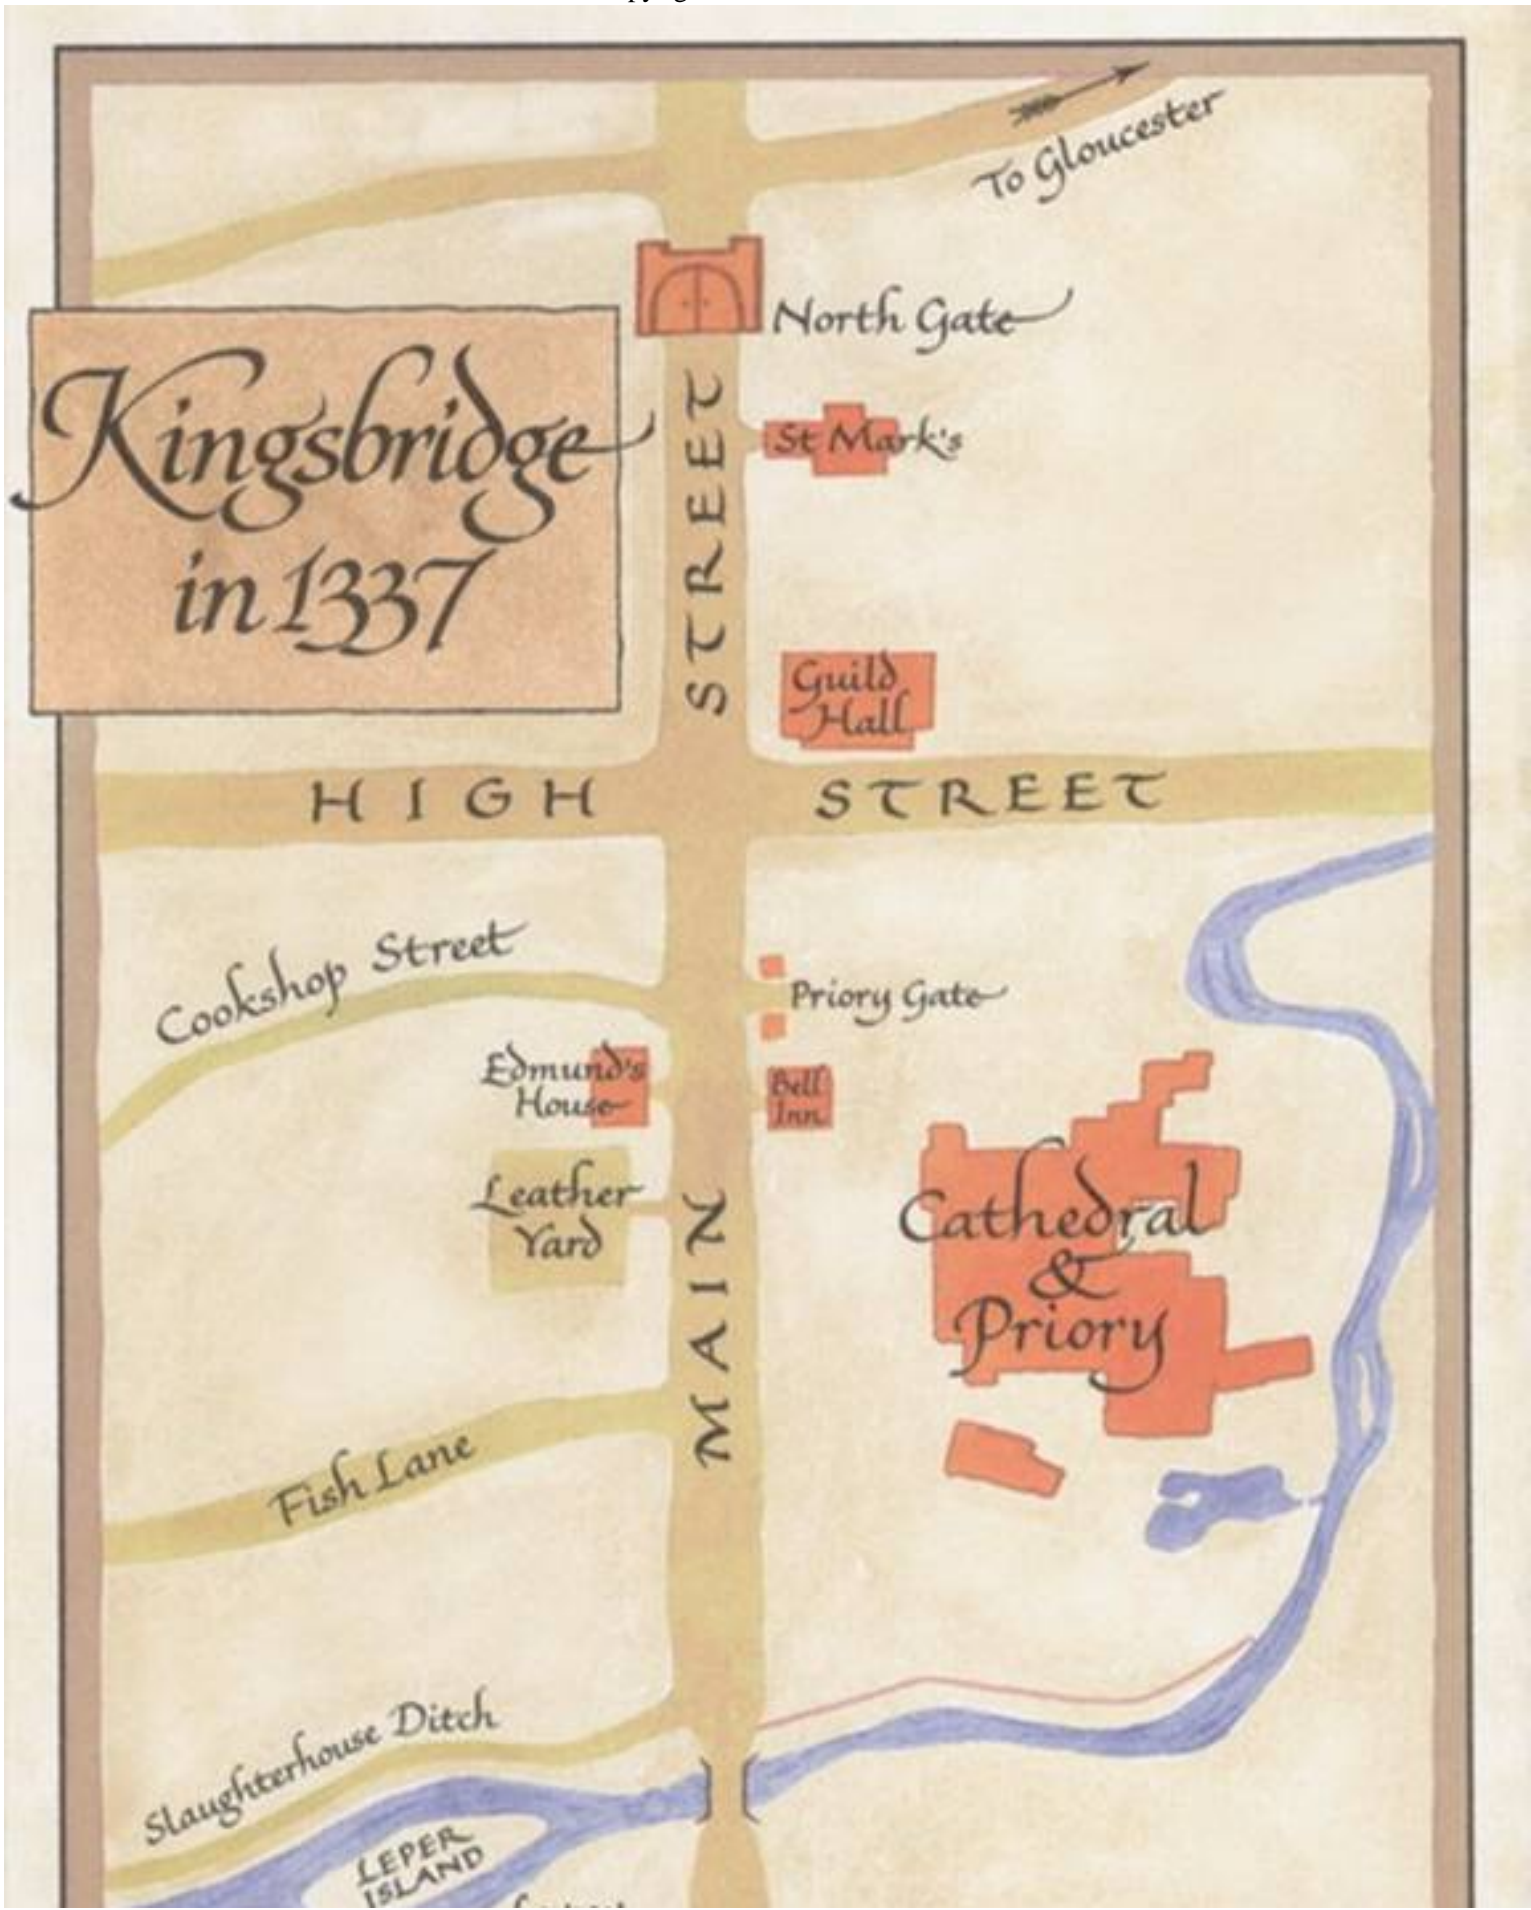 To Gloucester
North Gate
Kingsbridge
in 1337
St Mark's
STREET
Guild
Hall
HIGH STREET
Cookshop Street
Priory Gate
Edmund's
House
Bell
Inn
Leather
Yard
Cathedral
&
Priory
MAIN
Fish Lane
Slaughterhouse Ditch
LEPER
ISLAND